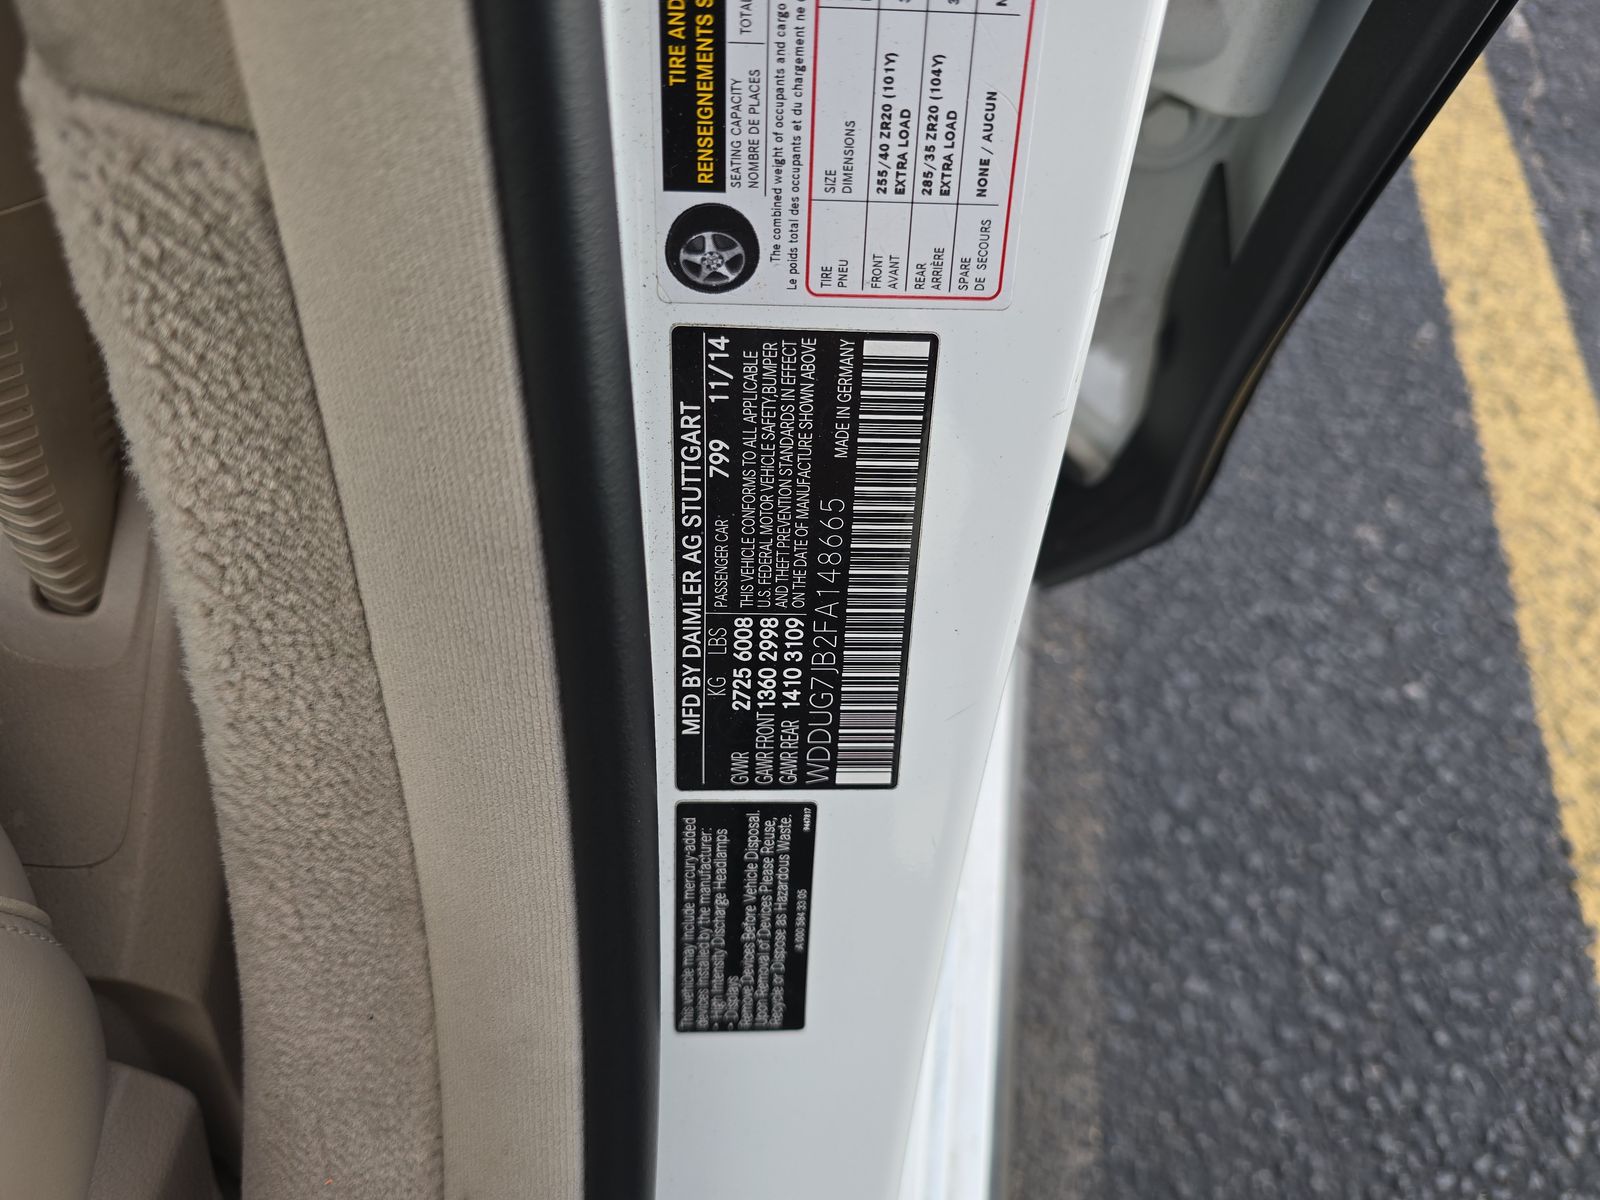 TIRE AND
RENSEIGNEMENTS S
SEATING CAPACITY
NOMBRE DE PLACES
TOTA
The combined weight of occupants and cargo
Le poids total des occupants et du chargement ne
TIRE
PNEU
SIZE
DIMENSIONS
FRONT
AVANT
255/40 ZR20 (101Y)
EXTRA LOAD
REAR
ARRIÈRE
285/35 ZR20 (104Y)
EXTRA LOAD
SPARE
DE SECOURS
NONE / AUCUN
MFD BY DAIMLER AG STUTTGART
KG LBS PASSENGER CAR 799 11/14
GVWR 2725 6008
GAWR FRONT 1360 2998
GAWR REAR 1410 3109
THIS VEHICLE CONFORMS TO ALL APPLICABLE
U.S. FEDERAL MOTOR VEHICLE SAFETY,BUMPER
AND THEFT PREVENTION STANDARDS IN EFFECT
ON THE DATE OF MANUFACTURE SHOWN ABOVE
WDDUG7JB2FA148665 MADE IN GERMANY
This vehicle may include mercury-added
devices installed by the manufacturer:
• High Intensity Discharge Headlamps
• Displays
Remove Devices Before Vehicle Disposal.
Upon Removal of Devices Please Reuse,
Recycle or Dispose as Hazardous Waste.
A 000 584 33 05